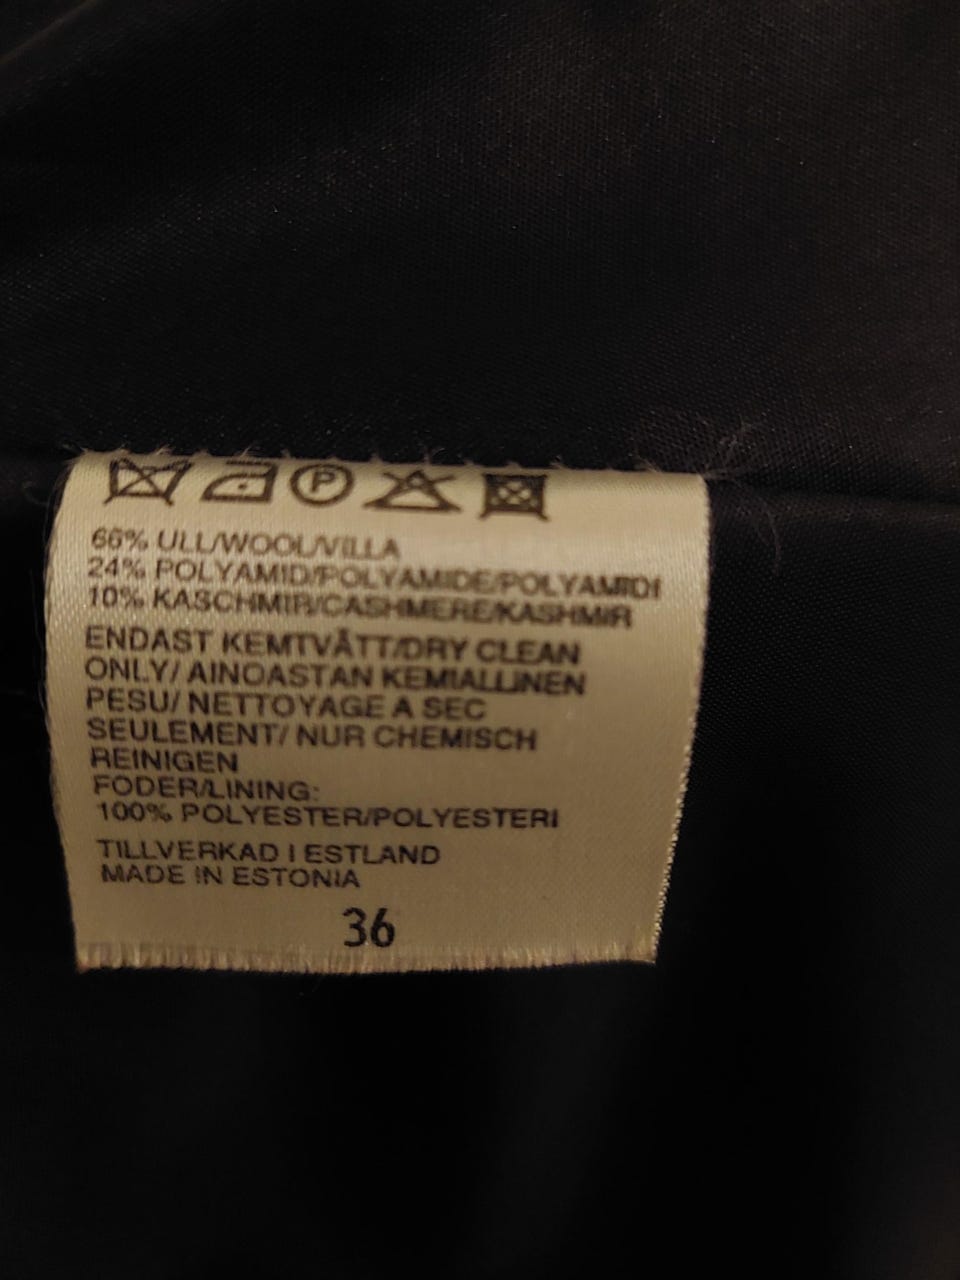 P
66% ULL/WOOL/VILLA
24% POLYAMID/POLYAMIDE/POLYAMIDI
10% KASCHMIR/CASHMERE/KASHMIR
ENDAST KEMTVÄTT/DRY CLEAN
ONLY/ AINOASTAN KEMIALLINEN
PESU/ NETTOYAGE A SEC
SEULEMENT/ NUR CHEMISCH
REINIGEN
FODER/LINING:
100% POLYESTER/POLYESTERI
TILLVERKAD I ESTLAND
MADE IN ESTONIA
36